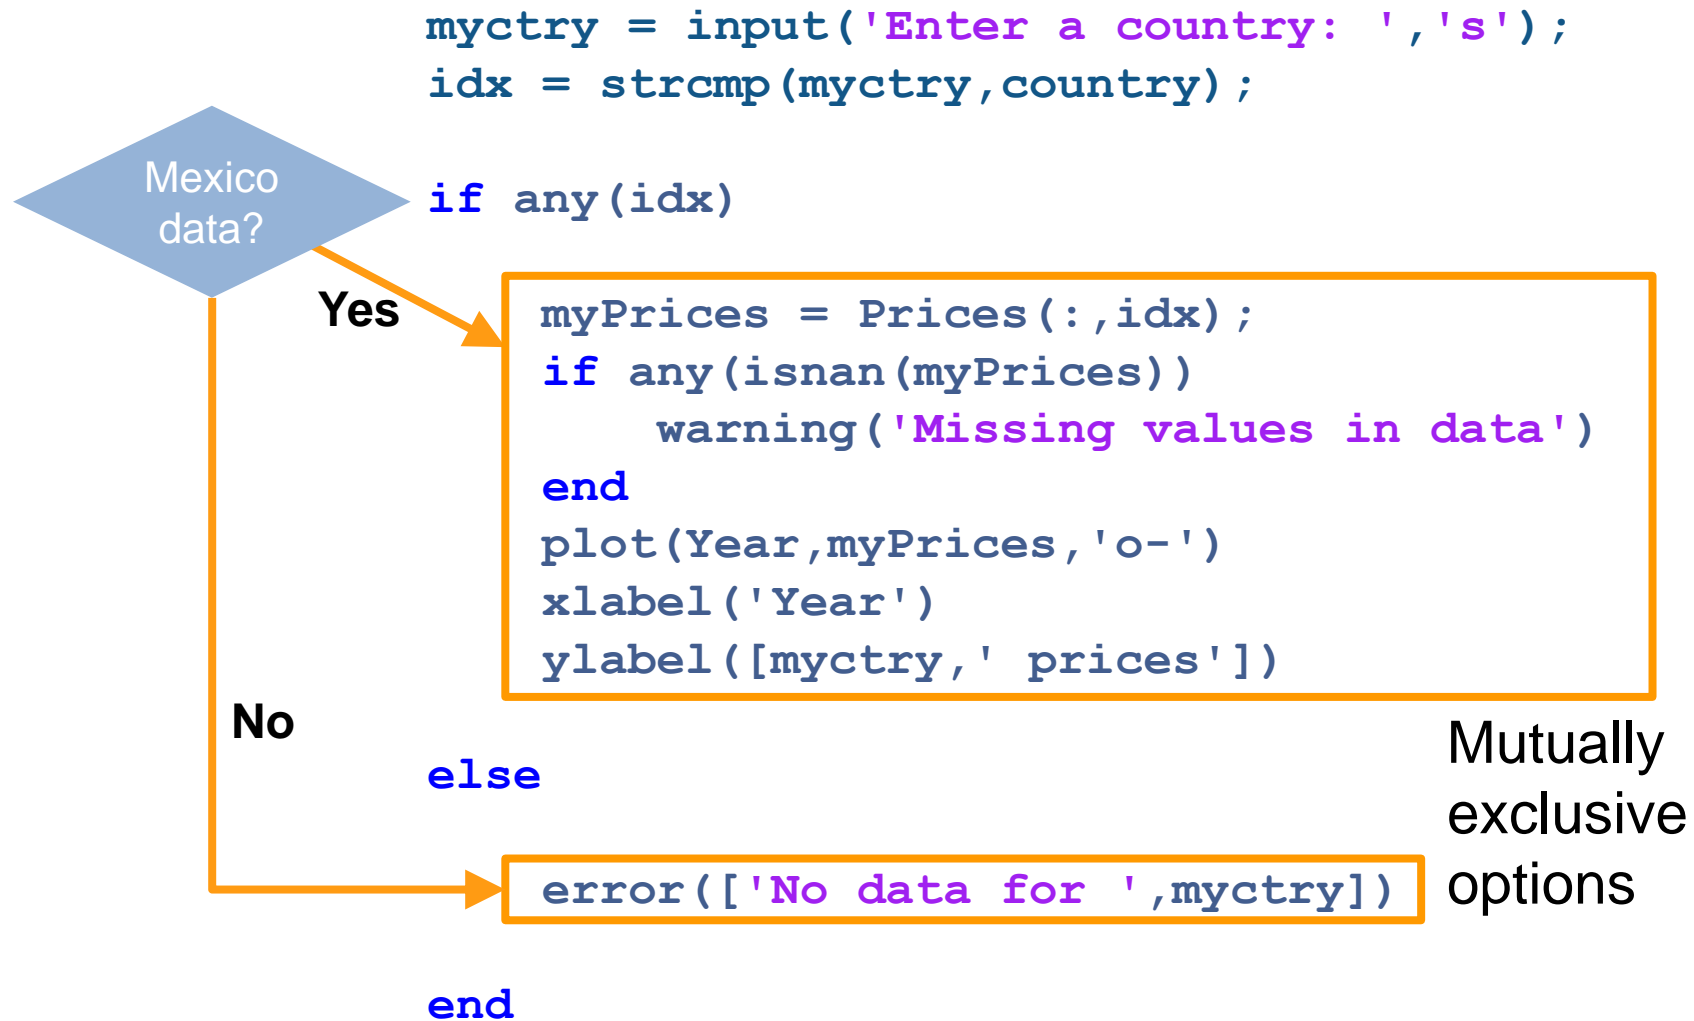 myctry = input('Enter a country: ','s');
idx = strcmp(myctry,country);
Mexico
data?
if any(idx)
Yes
myPrices = Prices(:,idx);
if any(isnan(myPrices))
warning('Missing values in data')
end
plot(Year,myPrices,'o-')
xlabel('Year')
ylabel([myctry,' prices'])
No
else
Mutually
exclusive
options
error(['No data for ',myctry])
end